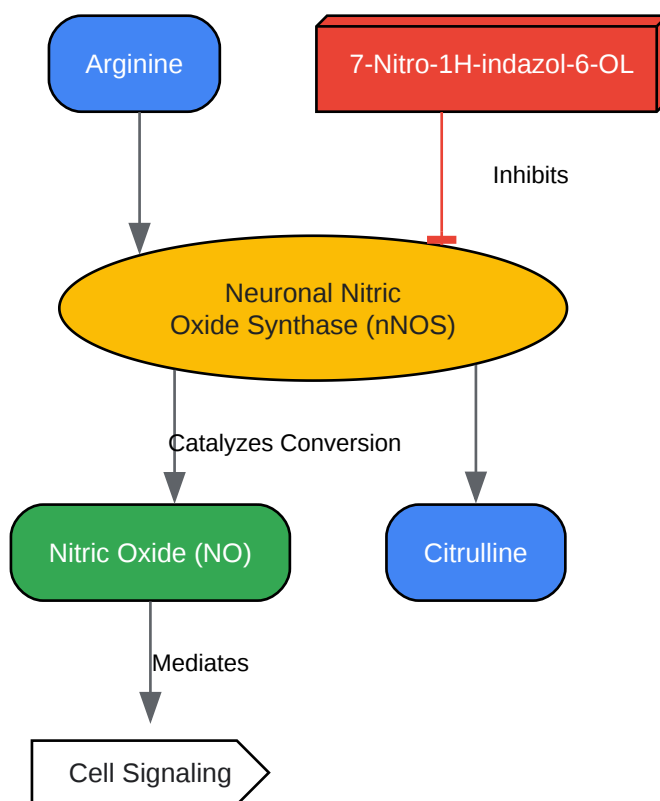 Arginine
7-Nitro-1H-indazol-6-OL
Inhibits
Neuronal Nitric
Oxide Synthase (nNOS)
Catalyzes Conversion
Nitric Oxide (NO)
Citrulline
Mediates
Cell Signaling